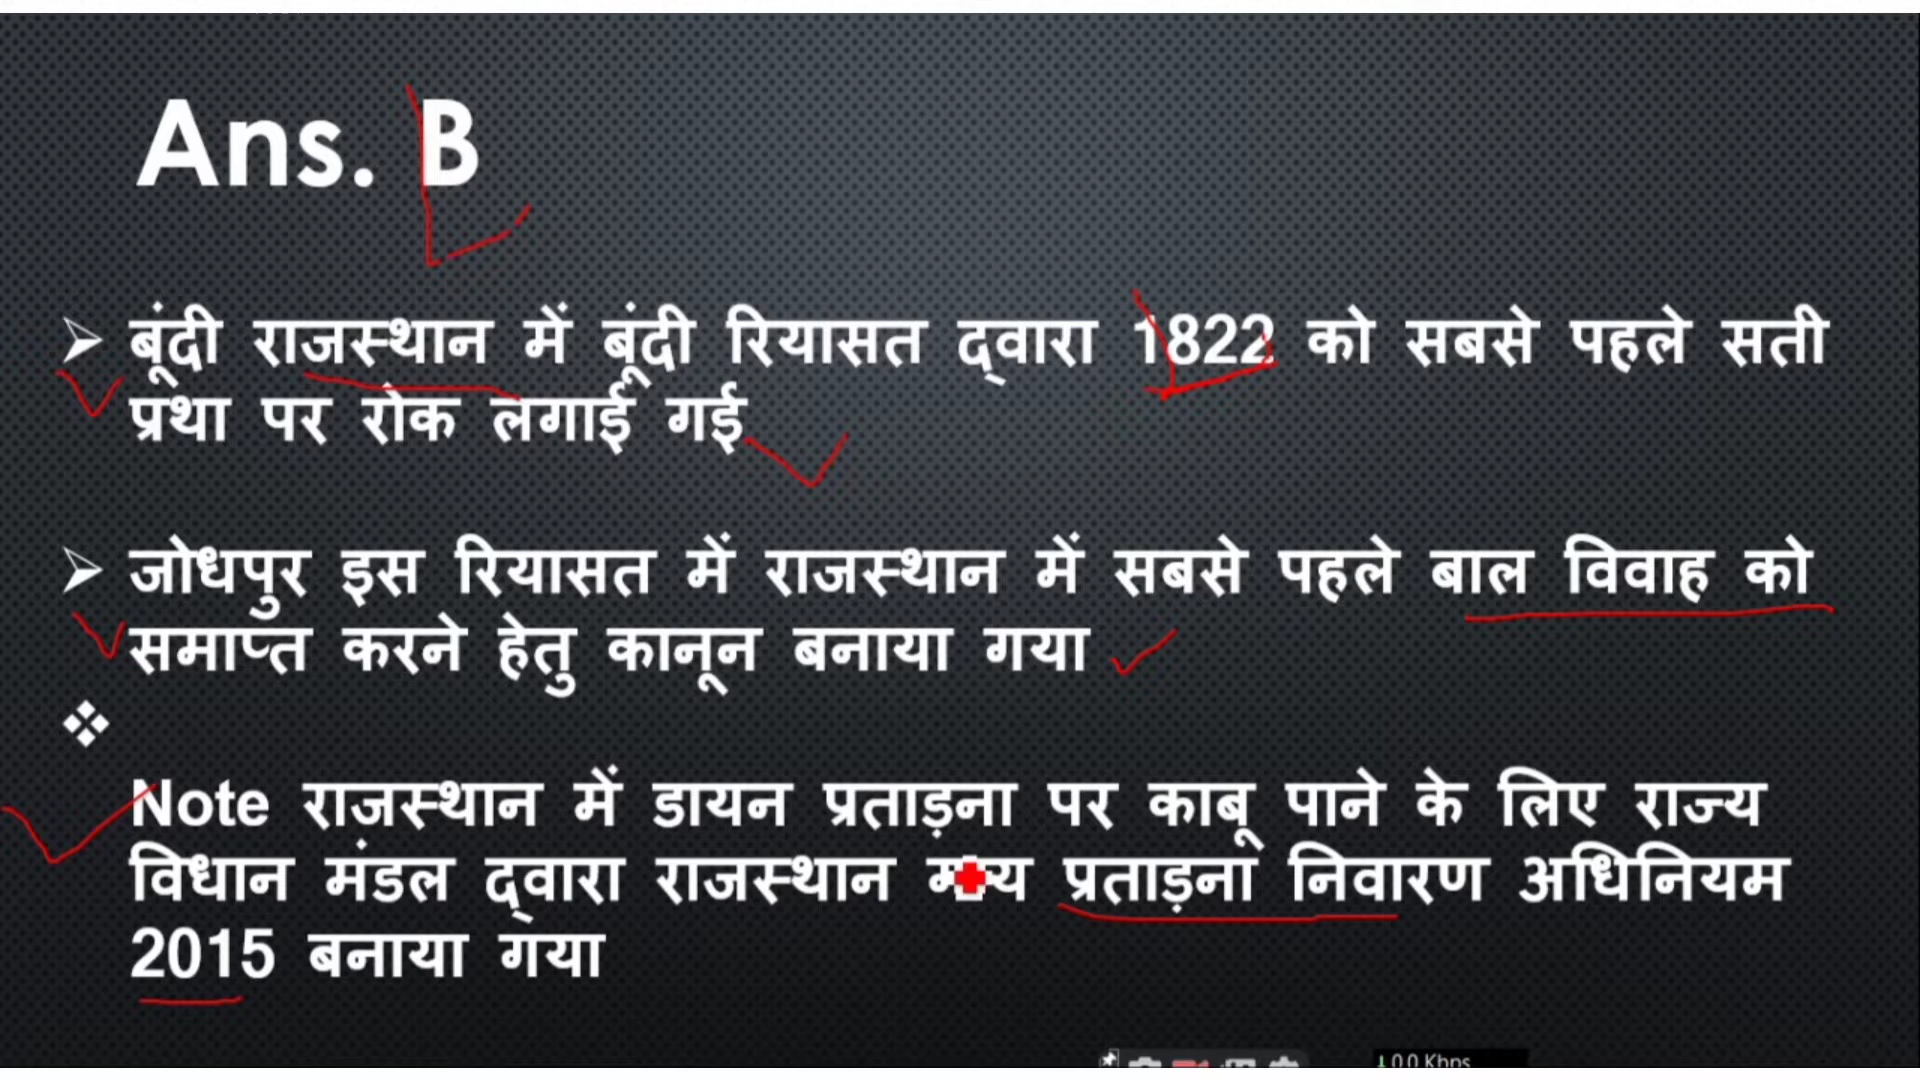 Ans. B
बूंदी राजस्थान में बूंदी रियासत द्वारा 1822 को सबसे पहले सती
प्रथा पर रोक लगाई गई
जोधपुर इस रियासत में राजस्थान में सबसे पहले बाल विवाह को
समाप्त करने हेतु कानून बनाया गया
Note राजस्थान में डायन प्रताड़ना पर काबू पाने के लिए राज्य
विधान मंडल द्वारा राजस्थान प्रताड़ना निवारण अधिनियम
2015 बनाया गया